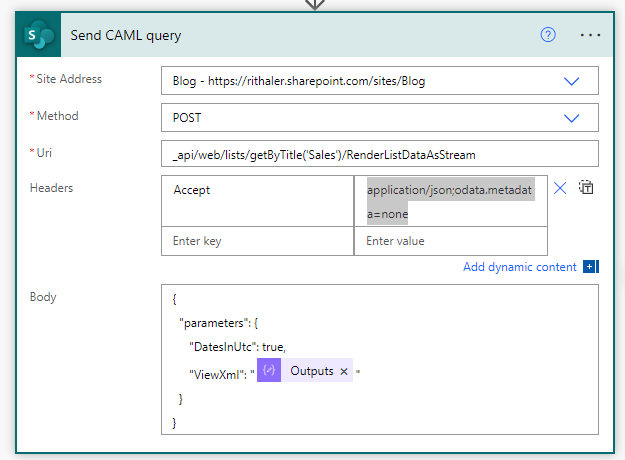 Send CAML query
* Site Address
Blog - https://rithaler.sharepoint.com/sites/Blog
* Method
POST
* Uri
_api/web/lists/getByTitle('Sales')/RenderListDataAsStream
Headers
Accept
application/json;odata.metadat
a=none
Enter key
Enter value
Add dynamic content
Body
{
"parameters": {
"DatesInUtc": true,
"ViewXml": " Outputs "
}
}